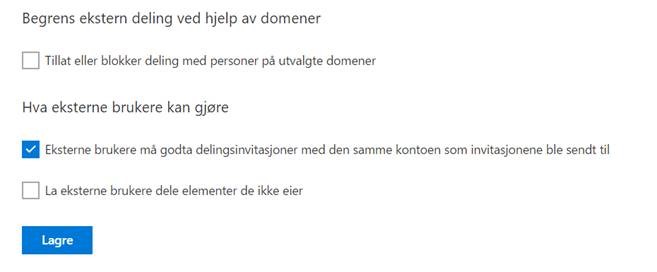 Begrens ekstern deling ved hjelp av domener
Tillat eller blokker deling med personer på utvalgte domener
Hva eksterne brukere kan gjøre
Eksterne brukere må godta delingsinvitasjoner med den samme kontoen som invitasjonene ble sendt til
La eksterne brukere dele elementer de ikke eier
Lagre